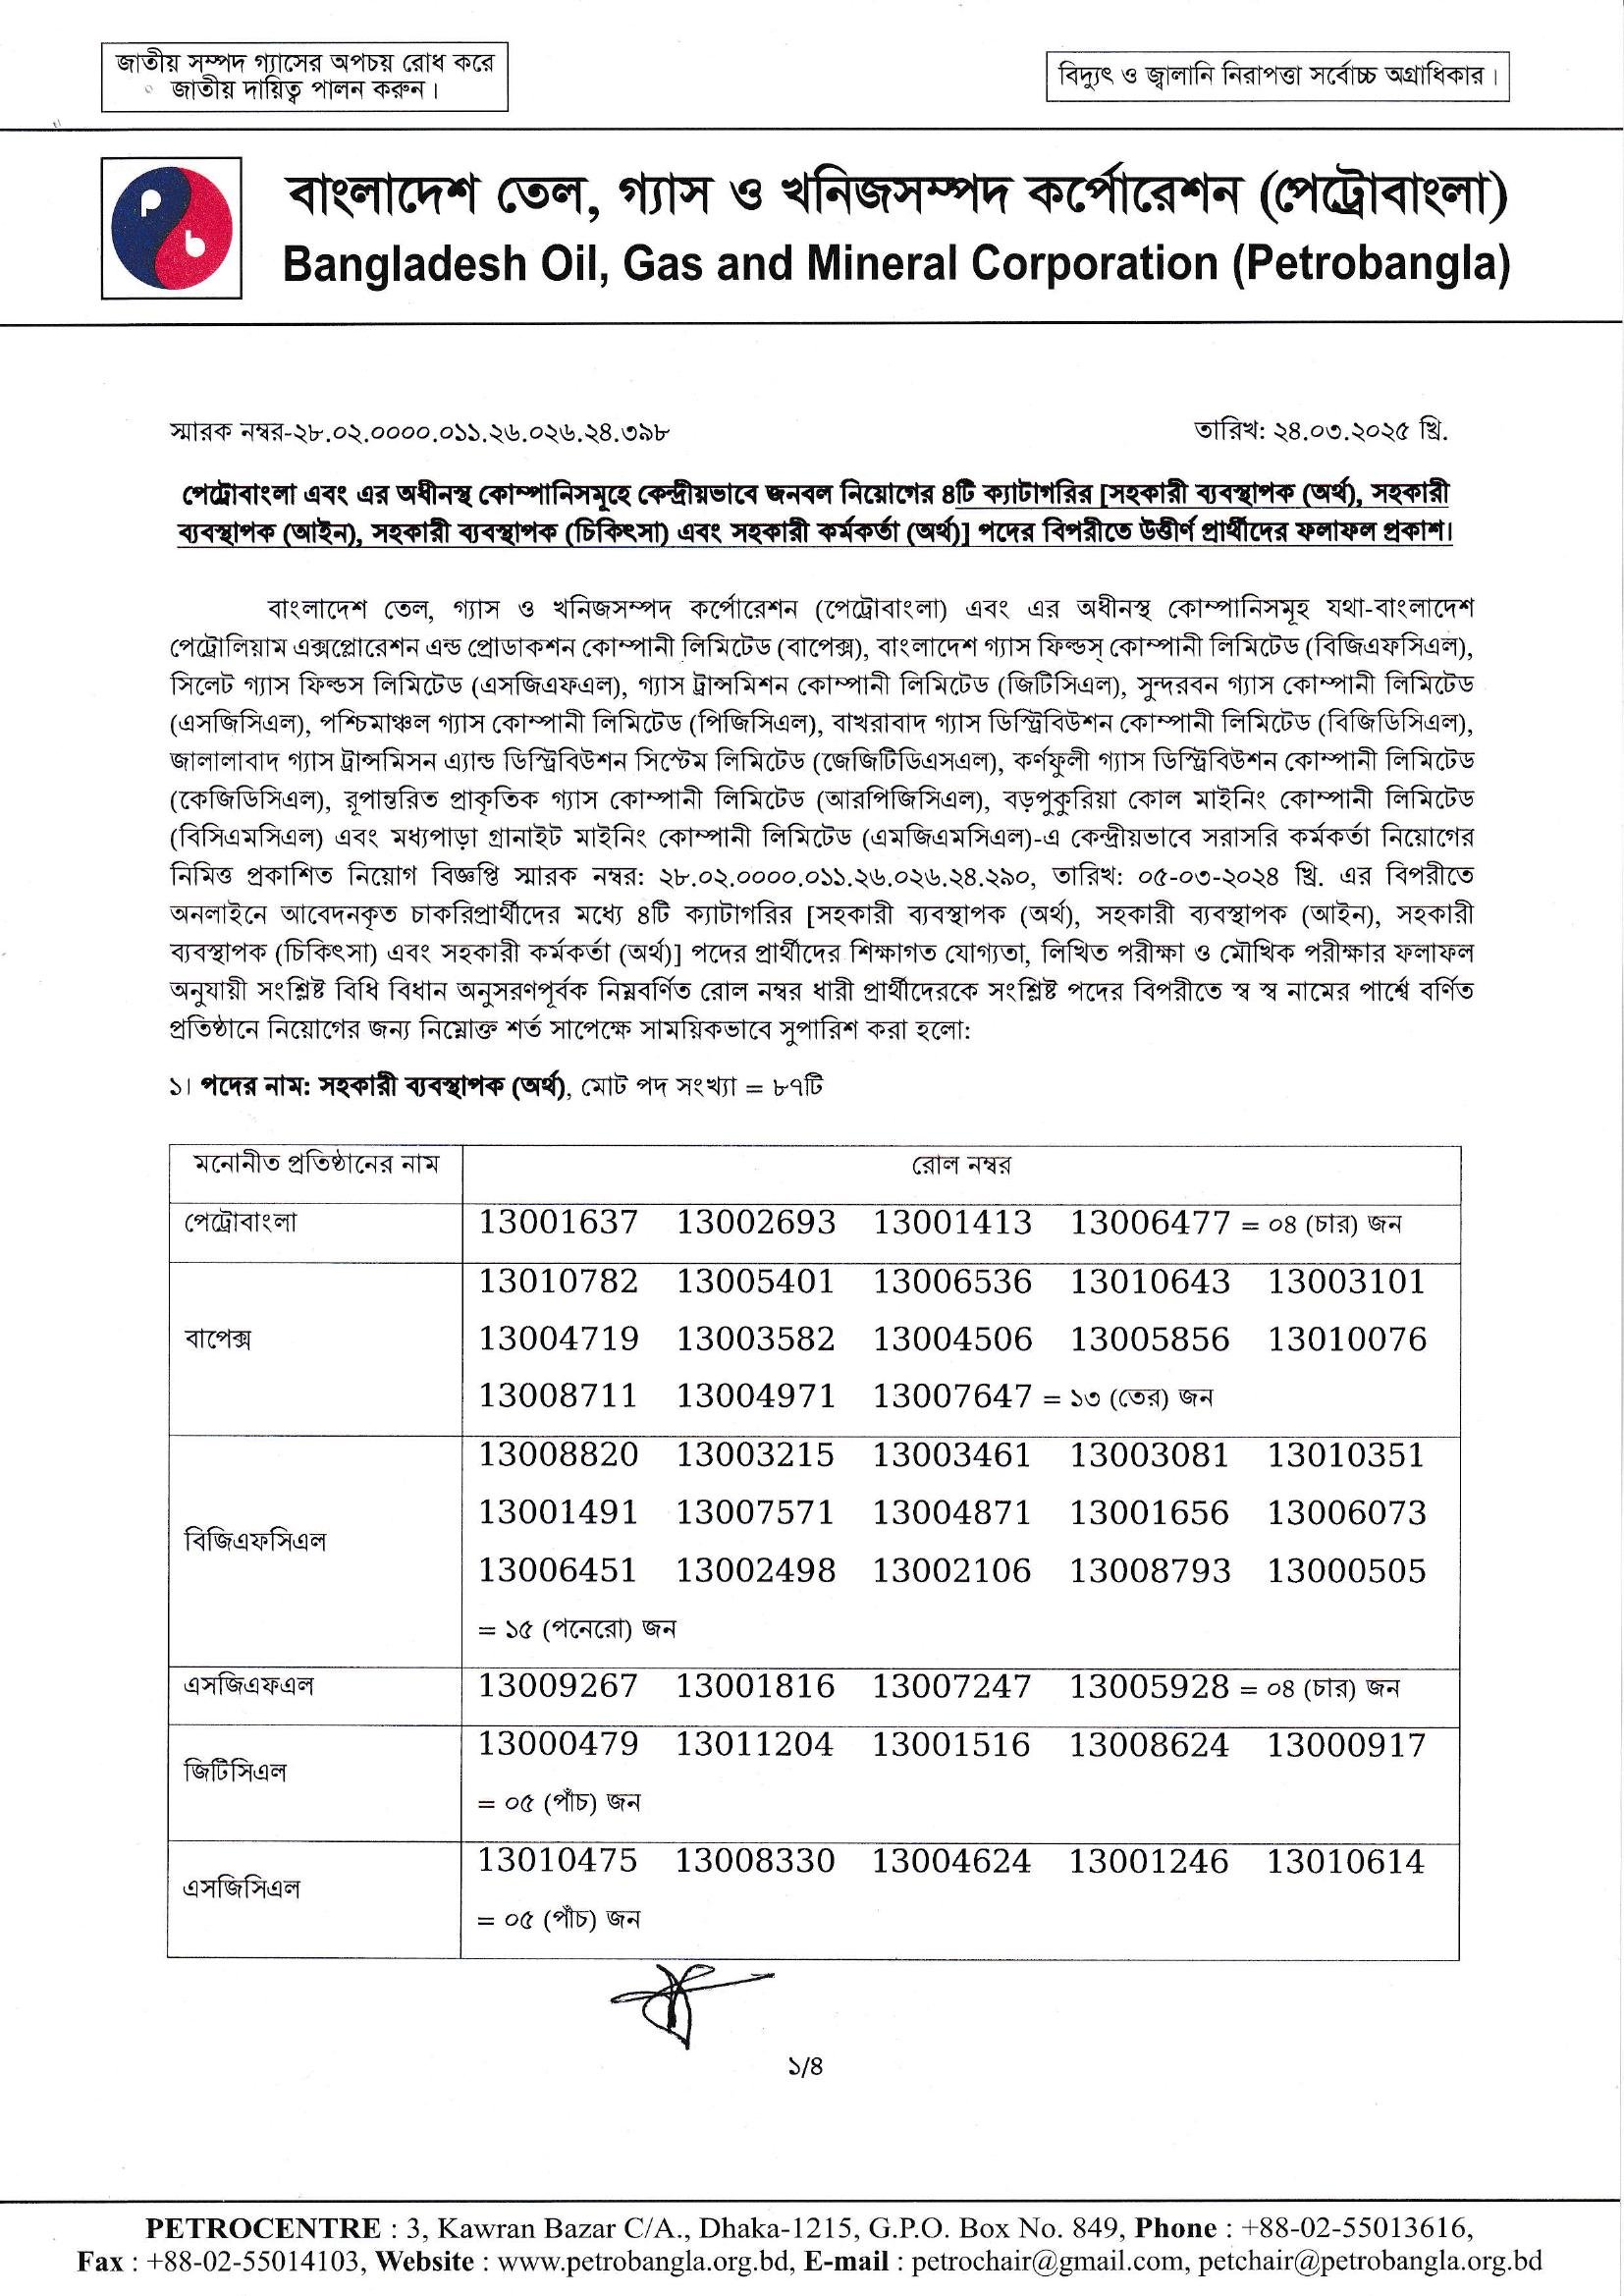 জাতীয় সম্পদ গ্যাসের অপচয় রোধ করে
জাতীয় দায়িত্ব পালন করুন।
বিদ্যুৎ ও জ্বালানি নিরাপত্তা সর্বোচ্চ অগ্রাধিকার।
p
b
বাংলাদেশ তেল, গ্যাস ও খনিজসম্পদ কর্পোরেশন (পেট্রোবাংলা)
Bangladesh Oil, Gas and Mineral Corporation (Petrobangla)
স্মারক নম্বর-২৮.০২.০০০০.০১১.২৬.০২৬.২৪.৩৯৮
তারিখ: ২৪.০৩.২০২৫ খ্রি.
পেট্রোবাংলা এবং এর অধীনস্থ কোম্পানিসমূহে কেন্দ্রীয়ভাবে জনবল নিয়োগের ৪টি ক্যাটাগরির [সহকারী ব্যবস্থাপক (অর্থ), সহকারী
ব্যবস্থাপক (আইন), সহকারী ব্যবস্থাপক (চিকিৎসা) এবং সহকারী কর্মকর্তা (অর্থ)] পদের বিপরীতে উত্তীর্ণ প্রার্থীদের ফলাফল প্রকাশ।
বাংলাদেশ তেল, গ্যাস ও খনিজসম্পদ কর্পোরেশন (পেট্রোবাংলা) এবং এর অধীনস্থ কোম্পানিসমূহ যথা-বাংলাদেশ
পেট্রোলিয়াম এক্সপ্লোরেশন এন্ড প্রোডাকশন কোম্পানী লিমিটেড (বাপেক্স), বাংলাদেশ গ্যাস ফিল্ডস্ কোম্পানী লিমিটেড (বিজিএফসিএল),
সিলেট গ্যাস ফিল্ডস লিমিটেড (এসজিএফএল), গ্যাস ট্রান্সমিশন কোম্পানী লিমিটেড (জিটিসিএল), সুন্দরবন গ্যাস কোম্পানী লিমিটেড
(এসজিসিএল), পশ্চিমাঞ্চল গ্যাস কোম্পানী লিমিটেড (পিজিসিএল), বাখরাবাদ গ্যাস ডিস্ট্রিবিউশন কোম্পানী লিমিটেড (বিজিডিসিএল),
জালালাবাদ গ্যাস ট্রান্সমিসন এ্যান্ড ডিস্ট্রিবিউশন সিস্টেম লিমিটেড (জেজিটিডিএসএল), কর্ণফুলী গ্যাস ডিস্ট্রিবিউশন কোম্পানী লিমিটেড
(কেজিডিসিএল), রূপান্তরিত প্রাকৃতিক গ্যাস কোম্পানী লিমিটেড (আরপিজিসিএল), বড়পুকুরিয়া কোল মাইনিং কোম্পানী লিমিটেড
(বিসিএমসিএল) এবং মধ্যপাড়া গ্রানাইট মাইনিং কোম্পানী লিমিটেড (এমজিএমসিএল)-এ কেন্দ্রীয়ভাবে সরাসরি কর্মকর্তা নিয়োগের
নিমিত্ত প্রকাশিত নিয়োগ বিজ্ঞপ্তি স্মারক নম্বর: ২৮.০২.০০০০.০১১.২৬.০২৬.২৪.২৯০, তারিখ: ০৫-০৩-২০২৪ খ্রি. এর বিপরীতে
অনলাইনে আবেদনকৃত চাকরিপ্রার্থীদের মধ্যে ৪টি ক্যাটাগরির [সহকারী ব্যবস্থাপক (অর্থ), সহকারী ব্যবস্থাপক (আইন), সহকারী
ব্যবস্থাপক (চিকিৎসা) এবং সহকারী কর্মকর্তা (অর্থ)] পদের প্রার্থীদের শিক্ষাগত যোগ্যতা, লিখিত পরীক্ষা ও মৌখিক পরীক্ষার ফলাফল
অনুযায়ী সংশ্লিষ্ট বিধি বিধান অনুসরণপূর্বক নিম্নবর্ণিত রোল নম্বর ধারী প্রার্থীদেরকে সংশ্লিষ্ট পদের বিপরীতে স্ব স্ব নামের পার্শ্বে বর্ণিত
প্রতিষ্ঠানে নিয়োগের জন্য নিম্নোক্ত শর্ত সাপেক্ষে সাময়িকভাবে সুপারিশ করা হলো:
১। পদের নাম: সহকারী ব্যবস্থাপক (অর্থ), মোট পদ সংখ্যা = ৮৭টি
মনোনীত প্রতিষ্ঠানের নাম রোল নম্বর
পেট্রোবাংলা 13001637 13002693 13001413 13006477 = ০৪ (চার) জন
13010782 13005401 13006536 13010643 13003101
বাপেক্স 13004719 13003582 13004506 13005856 13010076
13008711 13004971 13007647 = ১৩ (তের) জন
13008820 13003215 13003461 13003081 13010351
13001491 13007571 13004871 13001656 13006073
বিজিএফসিএল
13006451 13002498 13002106 13008793 13000505
= ১৫ (পনেরো) জন
এসজিএফএল 13009267 13001816 13007247 13005928 = ০৪ (চার) জন
13000479 13011204 13001516 13008624 13000917
জিটিসিএল
= ০৫ (পাঁচ) জন
13010475 13008330 13004624 13001246 13010614
এসজিসিএল
= ০৫ (পাঁচ) জন
১/৪
PETROCENTRE : 3, Kawran Bazar C/A., Dhaka-1215, G.P.O. Box No. 849, Phone : +88-02-55013616,
Fax : +88-02-55014103, Website : www.petrobangla.org.bd, E-mail : petrochair@gmail.com, petchair@petrobangla.org.bd